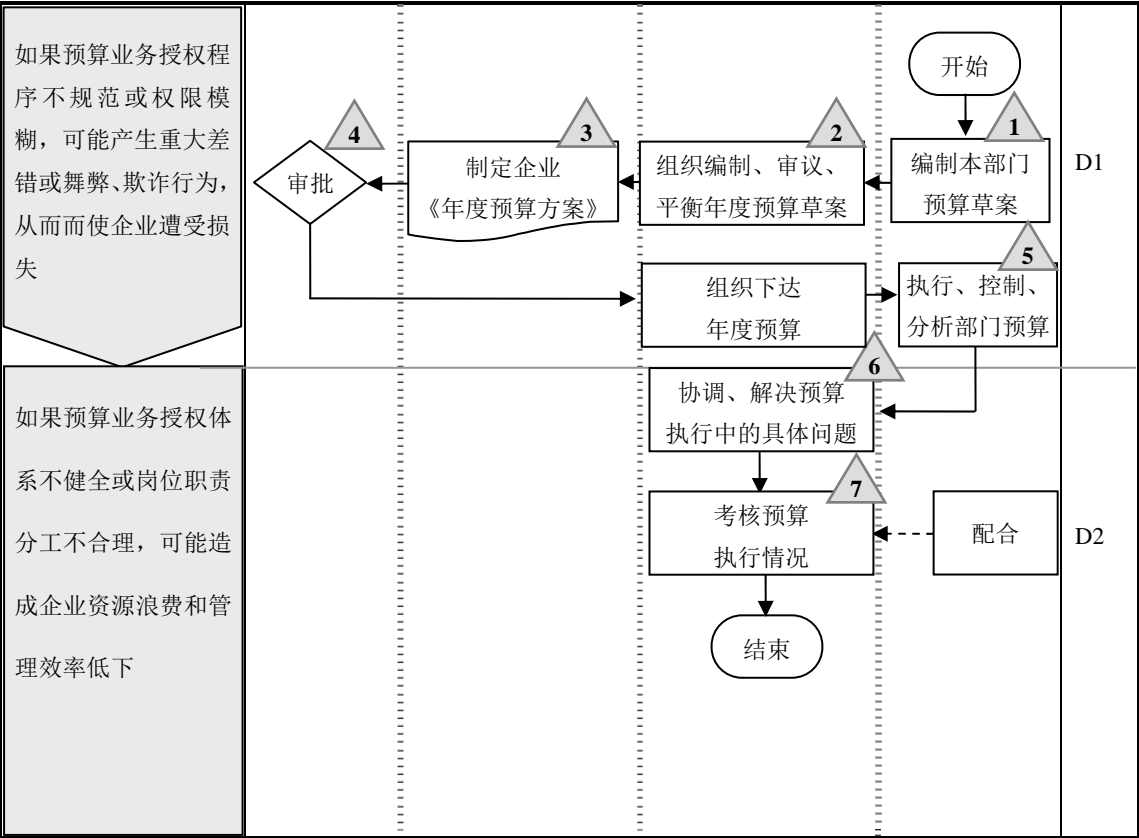 如果预算业务授权程
序不规范或权限模
糊，可能产生重大差
错或舞弊、欺诈行为，
从而而使企业遭受损
失
开始
1
编制本部门
预算草案
2
组织编制、审议、
平衡年度预算草案
3
制定企业
《年度预算方案》
4
审批
D1
组织下达
年度预算
5
执行、控制、
分析部门预算
如果预算业务授权体
系不健全或岗位职责
分工不合理，可能造
成企业资源浪费和管
理效率低下
6
协调、解决预算
执行中的具体问题
7
考核预算
执行情况
配合
D2
结束